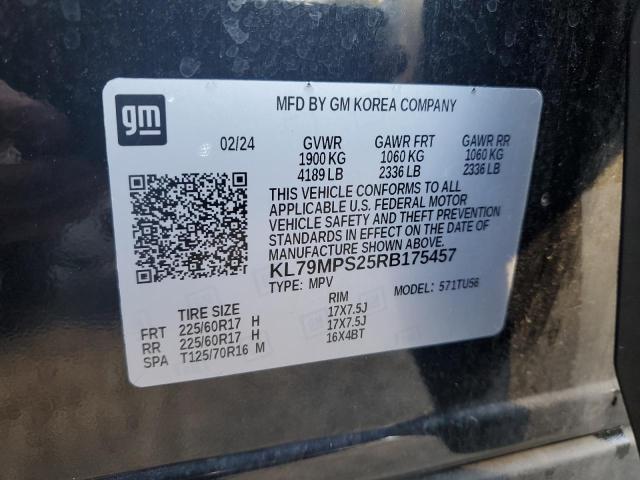 gm
MFD BY GM KOREA COMPANY
02/24 GVWR GAWR FRT GAWR RR
1900 KG 1060 KG 1060 KG
4189 LB 2336 LB 2336 LB
THIS VEHICLE CONFORMS TO ALL
APPLICABLE U.S. FEDERAL MOTOR
VEHICLE SAFETY AND THEFT PREVENTION
STANDARDS IN EFFECT ON THE DATE OF
MANUFACTURE SHOWN ABOVE.
KL79MPS25RB175457
TYPE: MPV MODEL: 571TU56
TIRE SIZE RIM
FRT 225/60R17 H 17X7.5J
RR 225/60R17 H 17X7.5J
SPA T125/70R16 M 16X4BT